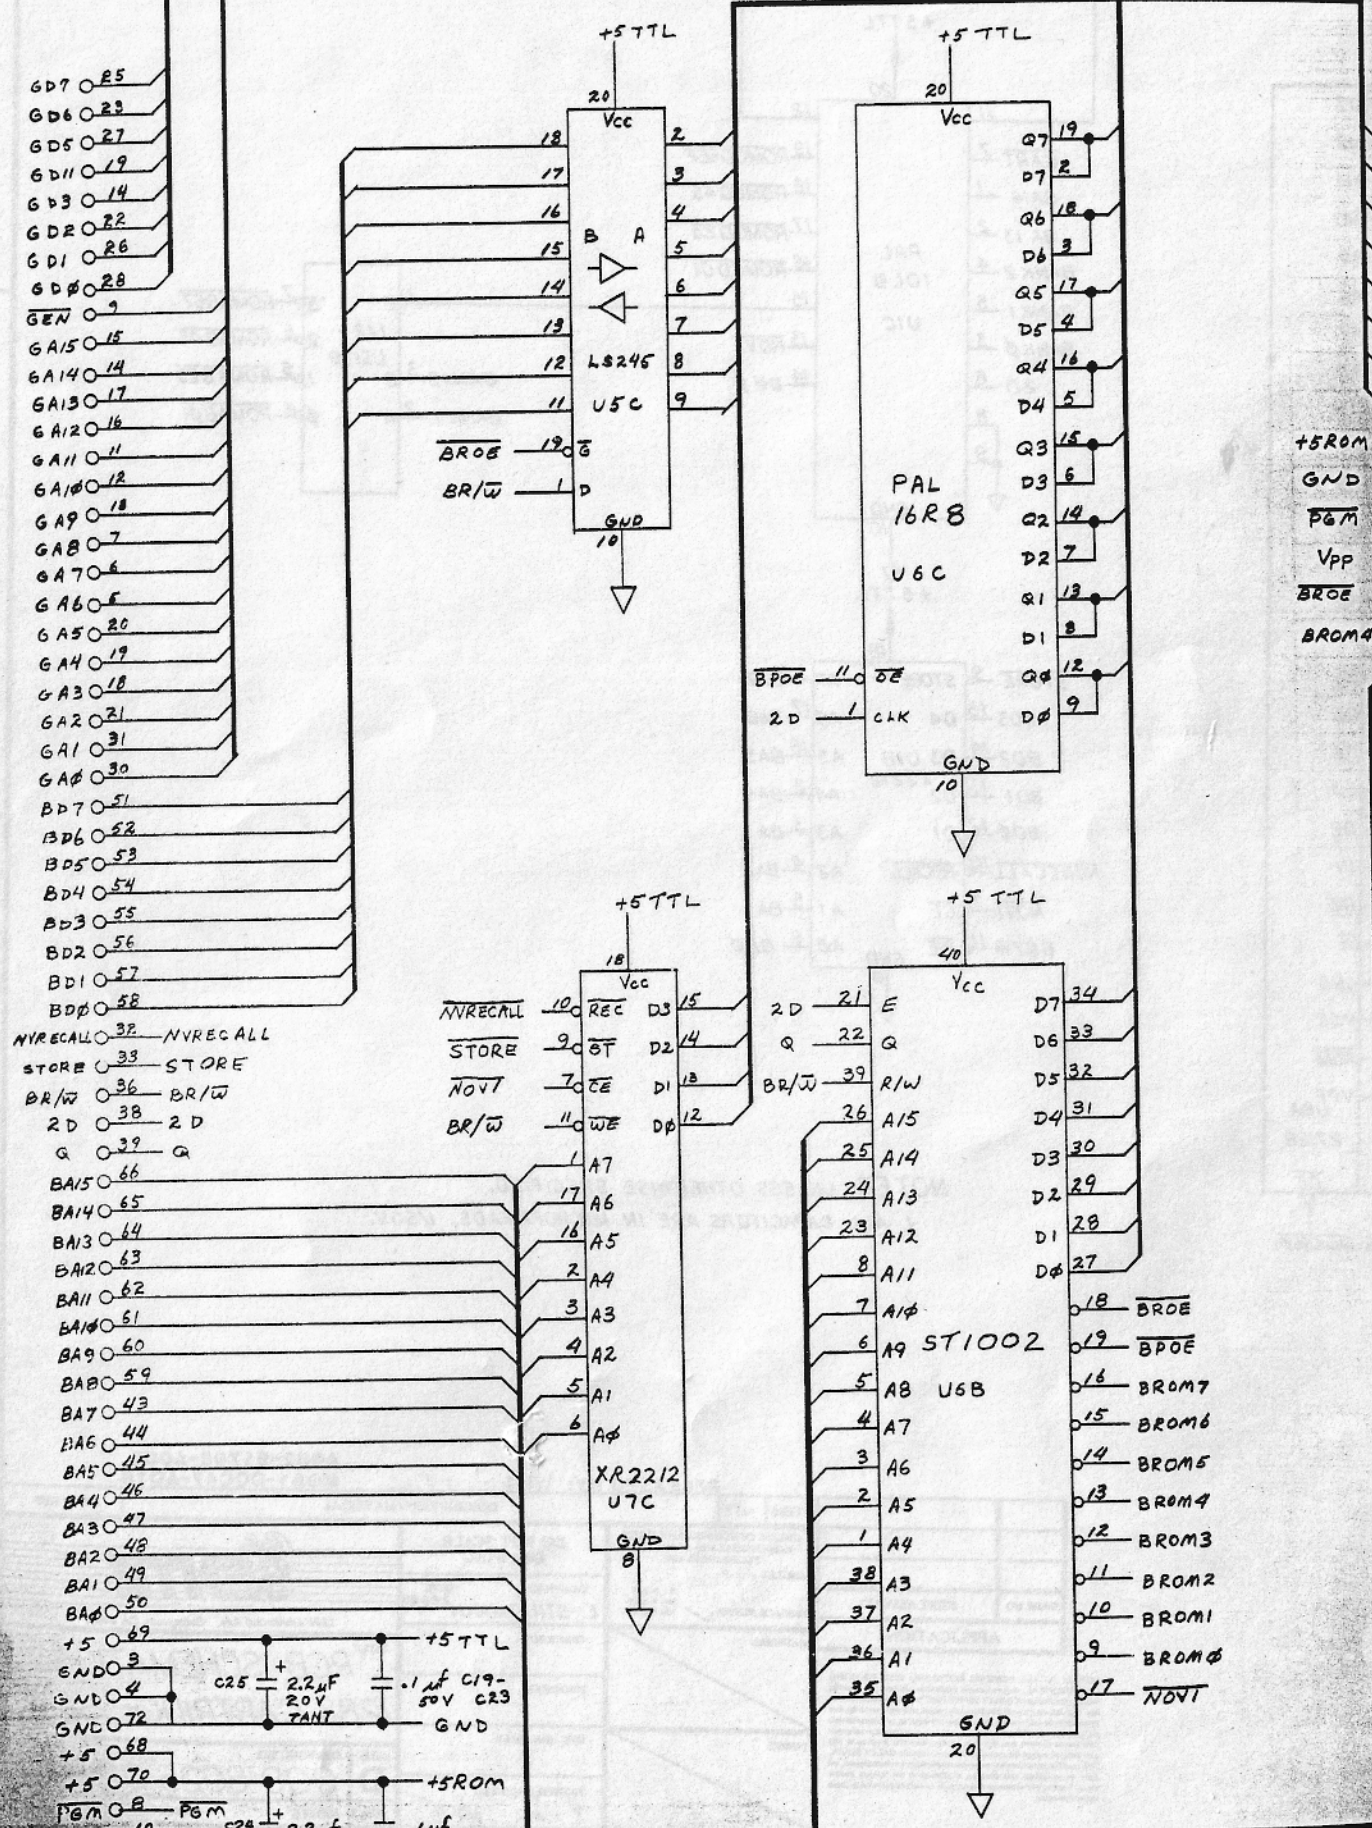 +5 TTL
+5 TTL
GD7 25
GD6 23
GD5 27
GD11 19
GD3 14
GD2 22
GD1 26
GDØ 28
GEN 9
GA15 15
GA14 14
GA13 17
GA12 16
GA11 11
GA1Ø 12
GA9 18
GA8 7
GA7 6
GA6 5
GA5 20
GA4 19
GA3 18
GA2 21
GA1 31
GAØ 30
BD7 51
BD6 52
BD5 53
BD4 54
BD3 55
BD2 56
BD1 57
BDØ 58
NVRECALL 32 NVRECALL
STORE 33 STORE
BR/W 36 BR/W
2D 38 2D
Q 39 Q
BA15 66
BA14 65
BA13 64
BA12 63
BA11 62
BA1Ø 61
BA9 60
BA8 59
BA7 43
BA6 44
BA5 45
BA4 46
BA3 47
BA2 48
BA1 49
BAØ 50
+5 69 +5TTL
GND 3
GND 4
GND 72 GND
C25 + 2.2µF 20V TANT
.1µf 50V C19-C23
+5 68
+5 70 +5ROM
PGM 8 PGM
20
Vcc
18 2
17 3
16 4
B A
15 5
14 6
13 7
12 LS245 8
11 U5C 9
BROE 19 G
BR/W 1 D
GND
10
20
Vcc
Q7 19
D7 2
Q6 18
D6 3
Q5 17
D5 4
Q4 16
D4 5
Q3 15
D3 6
Q2 14
D2 7
Q1 13
D1 8
QØ 12
DØ 9
PAL
16R8
U6C
BPOE 11 OE
2D 1 CLK
GND
10
+5ROM
GND
PGM
VPP
BROE
BROM4
+5 TTL
18
Vcc
NVRECALL 10 REC D3 15
STORE 9 ST D2 14
NOVT 7 CE D1 13
BR/W 11 WE DØ 12
1 A7
17 A6
16 A5
2 A4
3 A3
4 A2
5 A1
6 AØ
XR2212
U7C
GND
8
+5 TTL
40
Vcc
2D 21 E D7 34
Q 22 Q D6 33
BR/W 39 R/W D5 32
26 A15 D4 31
25 A14 D3 30
24 A13 D2 29
23 A12 D1 28
8 A11 DØ 27
7 A1Ø 18 BROE
6 A9 ST1002 19 BPOE
5 A8 U6B 16 BROM7
4 A7 15 BROM6
3 A6 14 BROM5
2 A5 13 BROM4
1 A4 12 BROM3
38 A3 11 BROM2
37 A2 10 BROM1
36 A1 9 BROMØ
35 AØ 17 NOVT
GND
20